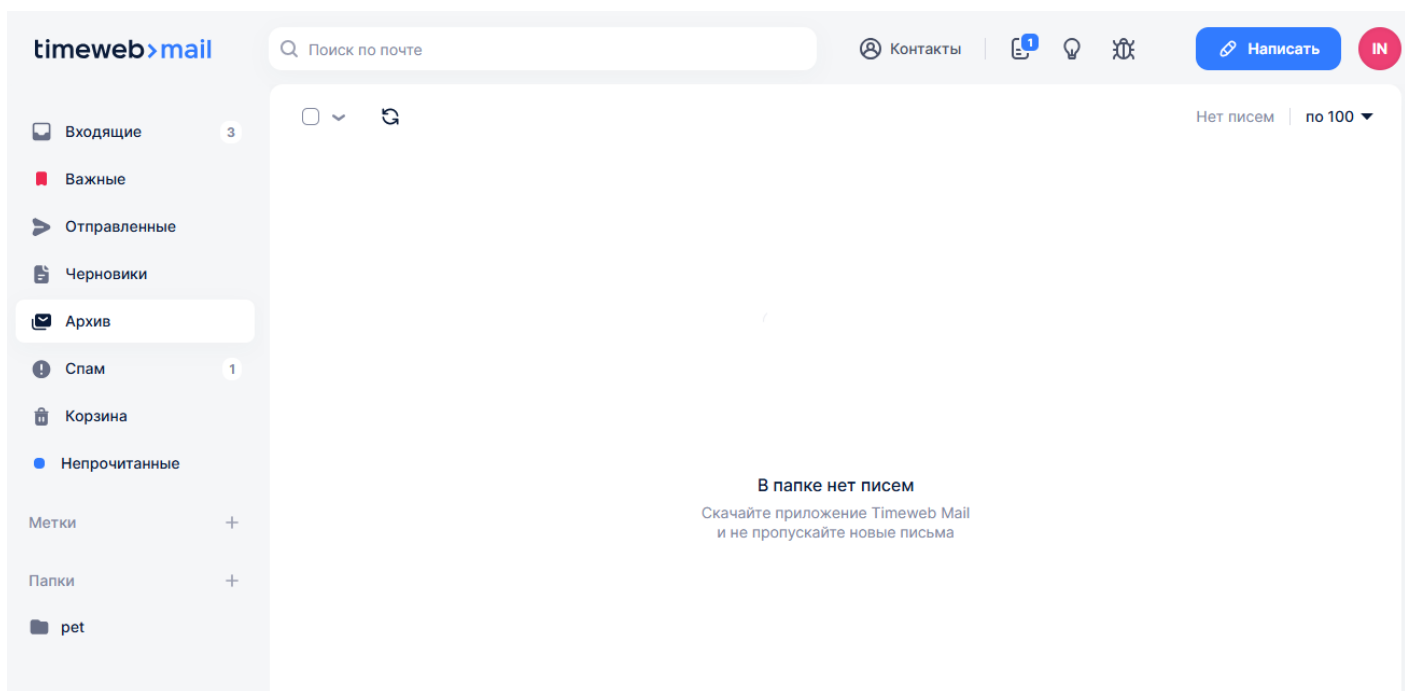 timeweb>mail
Поиск по почте
Контакты
1
Написать
IN
Входящие 3
Важные
Отправленные
Черновики
Архив
Спам 1
Корзина
Непрочитанные
Метки +
Папки +
pet
Нет писем
по 100
В папке нет писем
Скачайте приложение Timeweb Mail
и не пропускайте новые письма